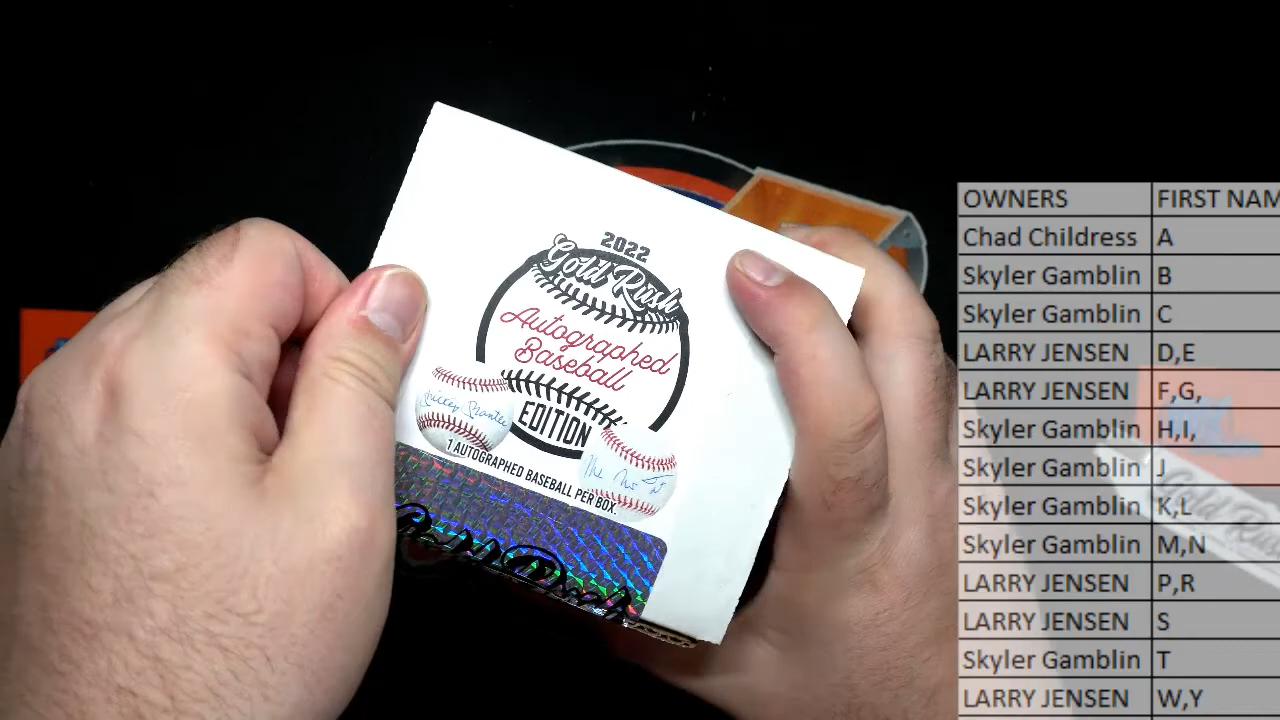 2022
Gold Rush
Autographed
Baseball
EDITION
1 AUTOGRAPHED BASEBALL PER BOX.
Gold Rush
OWNERS FIRST NAM
Chad Childress A
Skyler Gamblin B
Skyler Gamblin C
LARRY JENSEN D,E
LARRY JENSEN F,G,
Skyler Gamblin H,I,
Skyler Gamblin J
Skyler Gamblin K,L
Skyler Gamblin M,N
LARRY JENSEN P,R
LARRY JENSEN S
Skyler Gamblin T
LARRY JENSEN W,Y